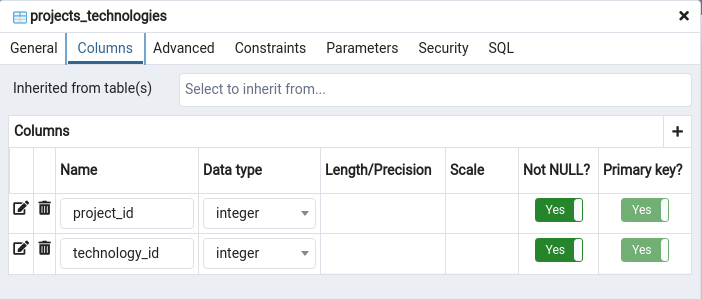 projects_technologies
General Columns Advanced Constraints Parameters Security SQL
Inherited from table(s) Select to inherit from...
Columns
Name Data type Length/Precision Scale Not NULL? Primary key?
project_id integer Yes Yes
technology_id integer Yes Yes